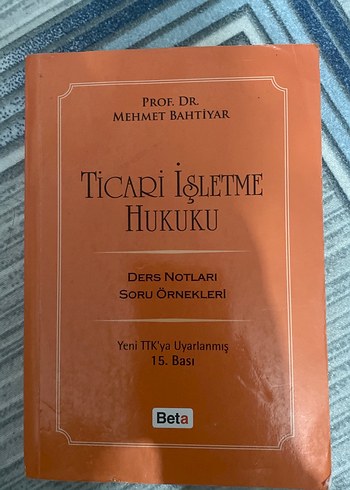 PROF. DR.
MEHMET BAHTİYAR
TİCARİ İŞLETME
HUKUKU
DERS NOTLARI
SORU ÖRNEKLERİ
Yeni TTK'ya Uyarlanmış
15. Bası
Beta